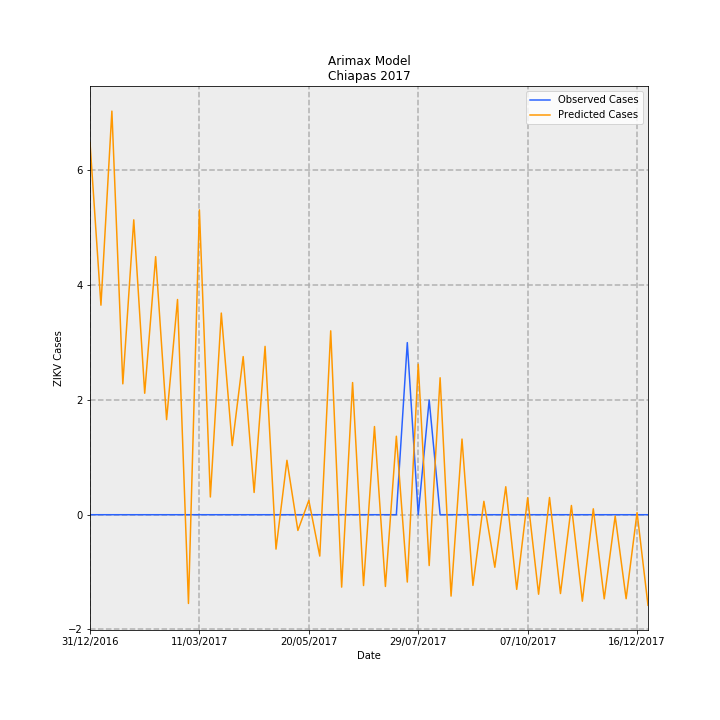 Arimax Model
Chiapas 2017
Observed Cases
Predicted Cases
ZIKV Cases
6
4
2
0
−2
31/12/2016
11/03/2017
20/05/2017
29/07/2017
07/10/2017
16/12/2017
Date